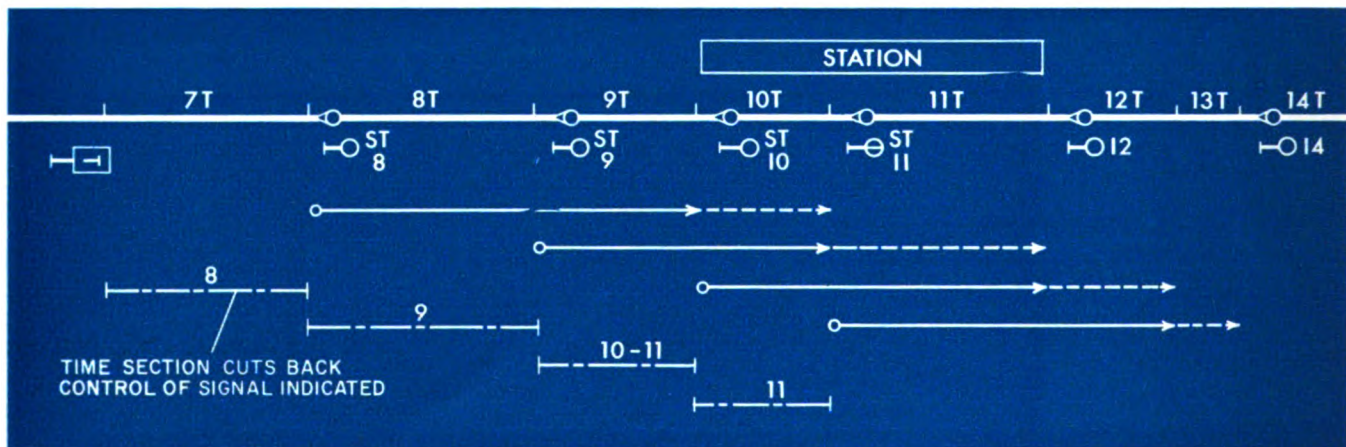 STATION
7T 8T 9T 10T 11T 12T 13T 14T
ST ST ST ST
8 9 10 11 12 14
8
9
10-11
11
TIME SECTION CUTS BACK
CONTROL OF SIGNAL INDICATED